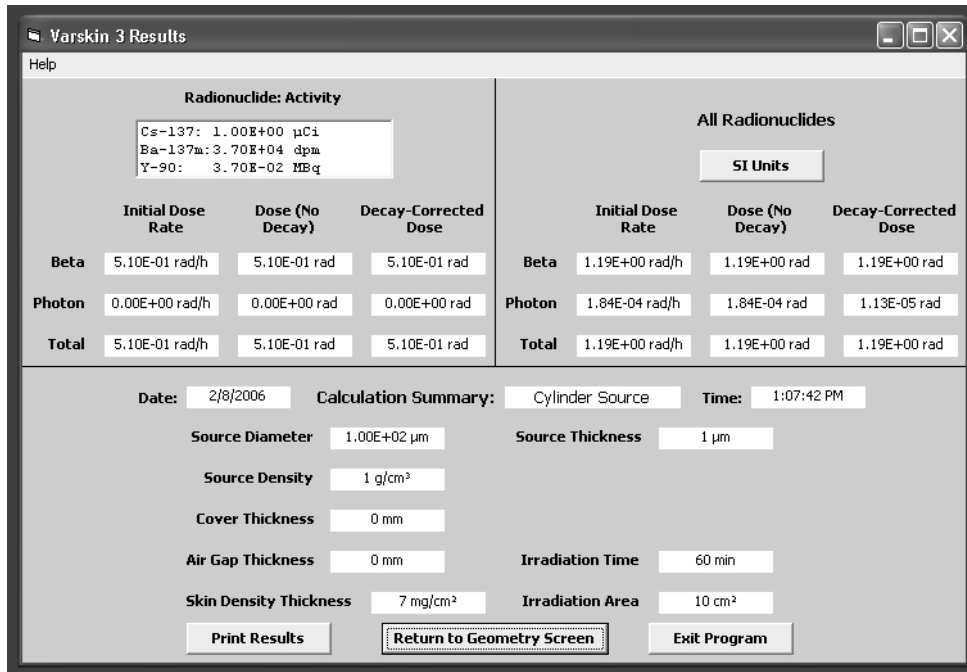 Varskin 3 Results
Help
Radionuclide: Activity
Cs-137: 1.00E+00 µCi
Ba-137m:3.70E+04 dpm
Y-90: 3.70E-02 MBq
Initial Dose Rate Dose (No Decay) Decay-Corrected Dose
Beta 5.10E-01 rad/h 5.10E-01 rad 5.10E-01 rad
Photon 0.00E+00 rad/h 0.00E+00 rad 0.00E+00 rad
Total 5.10E-01 rad/h 5.10E-01 rad 5.10E-01 rad
All Radionuclides
SI Units
Initial Dose Rate Dose (No Decay) Decay-Corrected Dose
Beta 1.19E+00 rad/h 1.19E+00 rad 1.19E+00 rad
Photon 1.84E-04 rad/h 1.84E-04 rad 1.13E-05 rad
Total 1.19E+00 rad/h 1.19E+00 rad 1.19E+00 rad
Date: 2/8/2006 Calculation Summary: Cylinder Source Time: 1:07:42 PM
Source Diameter 1.00E+02 µm Source Thickness 1 µm
Source Density 1 g/cm³
Cover Thickness 0 mm
Air Gap Thickness 0 mm Irradiation Time 60 min
Skin Density Thickness 7 mg/cm² Irradiation Area 10 cm²
Print Results Return to Geometry Screen Exit Program